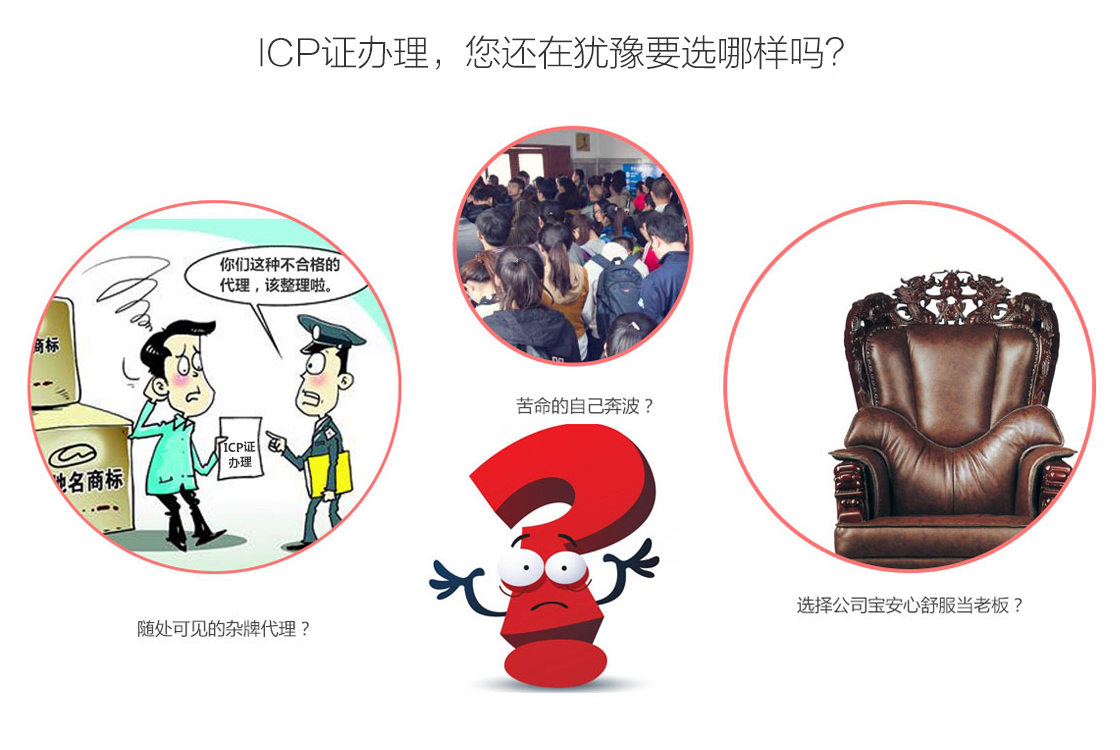 ICP证办理，您还在犹豫要选哪样吗？
你们这种不合格的
代理，该整理啦。
商标
ICP证
办理
驰名商标
随处可见的杂牌代理？
苦命的自己奔波？
选择公司宝安心舒服当老板？